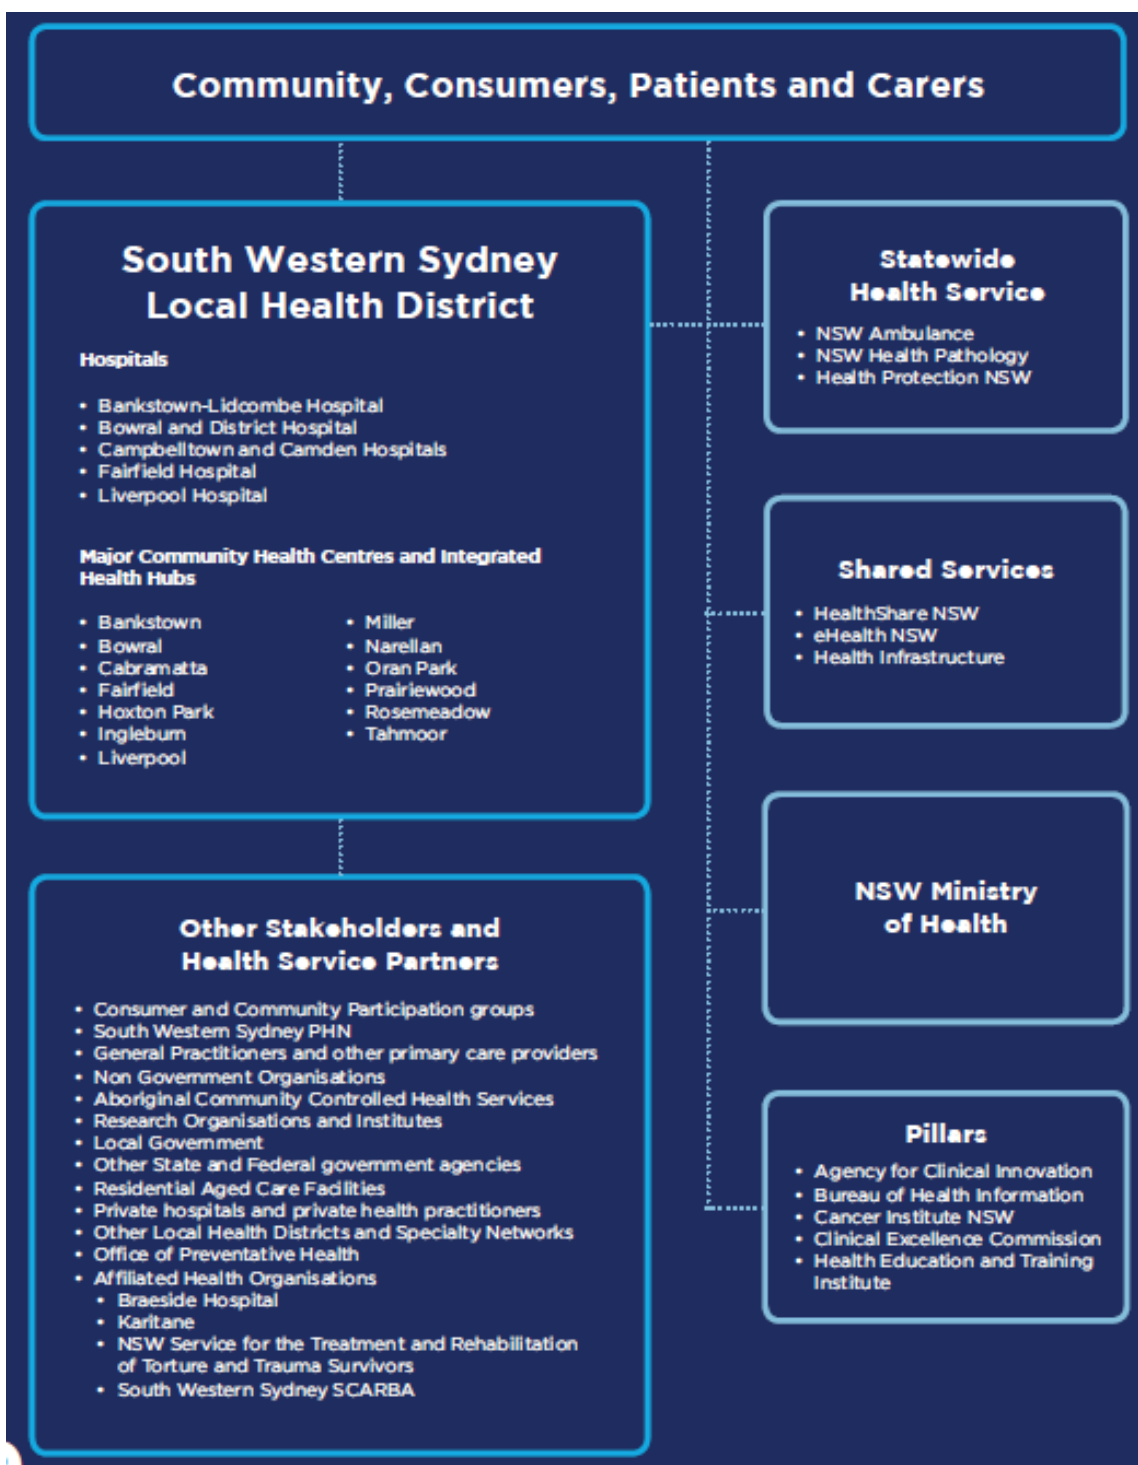 Community, Consumers, Patients and Carers
South Western Sydney
Local Health District
Hospitals
• Bankstown-Lidcombe Hospital
• Bowral and District Hospital
• Campbelltown and Camden Hospitals
• Fairfield Hospital
• Liverpool Hospital
Major Community Health Centres and Integrated
Health Hubs
• Bankstown
• Bowral
• Cabramatta
• Fairfield
• Hoxton Park
• Ingleburn
• Liverpool
• Miller
• Narellan
• Oran Park
• Prairiewood
• Rosemeadow
• Tahmoor
Other Stakeholders and
Health Service Partners
• Consumer and Community Participation groups
• South Western Sydney PHN
• General Practitioners and other primary care providers
• Non Government Organisations
• Aboriginal Community Controlled Health Services
• Research Organisations and Institutes
• Local Government
• Other State and Federal government agencies
• Residential Aged Care Facilities
• Private hospitals and private health practitioners
• Other Local Health Districts and Specialty Networks
• Office of Preventative Health
• Affiliated Health Organisations
• Braeside Hospital
• Karitane
• NSW Service for the Treatment and Rehabilitation
of Torture and Trauma Survivors
• South Western Sydney SCARBA
Statewide
Health Service
• NSW Ambulance
• NSW Health Pathology
• Health Protection NSW
Shared Services
• HealthShare NSW
• eHealth NSW
• Health Infrastructure
NSW Ministry
of Health
Pillars
• Agency for Clinical Innovation
• Bureau of Health Information
• Cancer Institute NSW
• Clinical Excellence Commission
• Health Education and Training
Institute